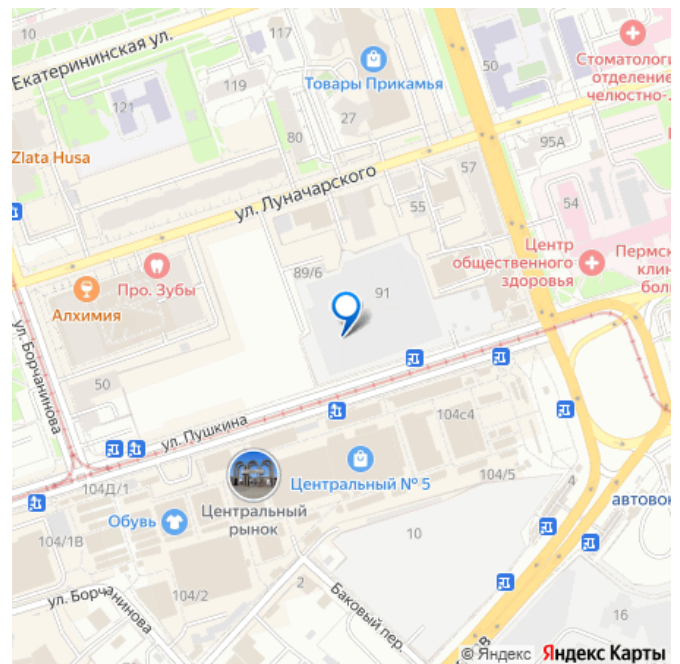 Екатерининская ул.
117
50
Стоматологи
отделение
челюстно-
Товары Прикамья
119
121
27
80
95А
Zlata Husa
ул. Луначарского
57
55
54
Центр
общественного
здоровья
Пермск
клин
боль
89/6
91
Про. Зубы
Алхимия
ул. Борчанинова
50
ул. Пушкина
104с4
Центральный № 5
104/5
4
104Д/1
Центральный
рынок
автовок
Обувь
104/1В
10
104/2
2
ул. Борчанинова
Баковый пер.
16
© Яндекс Яндекс Карты